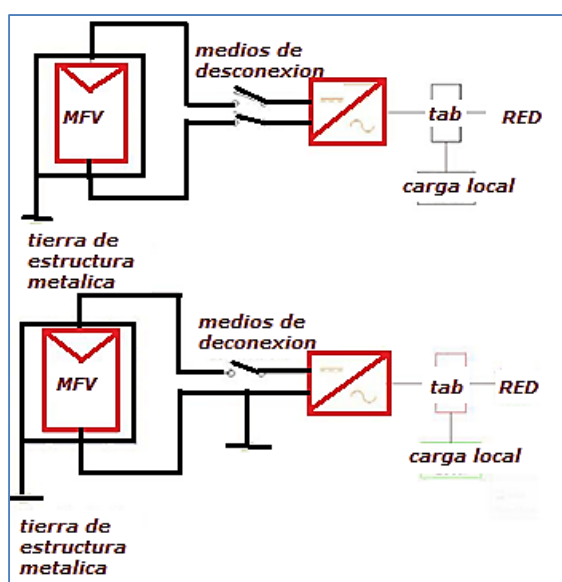 medios de
desconexion
MFV
tab
RED
carga local
tierra de
estructura
metalica
medios de
deconexion
MFV
tab
RED
carga local
tierra de
estructura
metalica